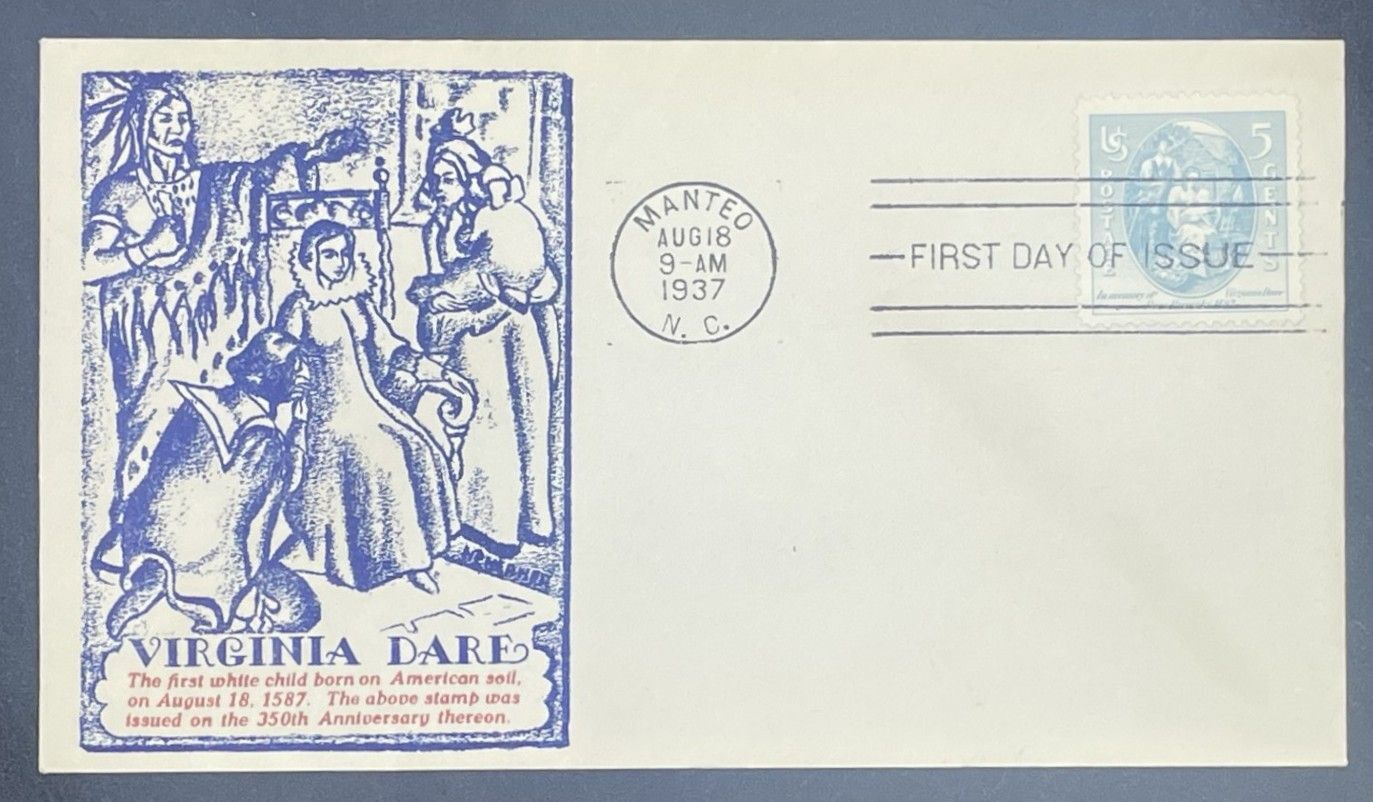 VIRGINIA DARE
The first white child born on American soil,
on August 18, 1587. The above stamp was
issued on the 350th Anniversary thereon.
MANTEO
AUG 18
9-AM
1937
N. C.
FIRST DAY OF ISSUE
US POSTAGE
5 CENTS
In memory of Virginia Dare